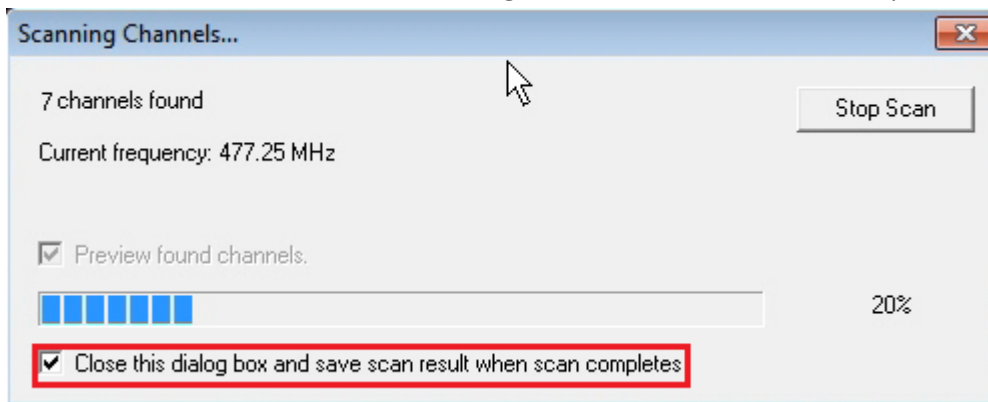 Scanning Channels...
7 channels found
Stop Scan
Current frequency: 477.25 MHz
Preview found channels.
20%
Close this dialog box and save scan result when scan completes